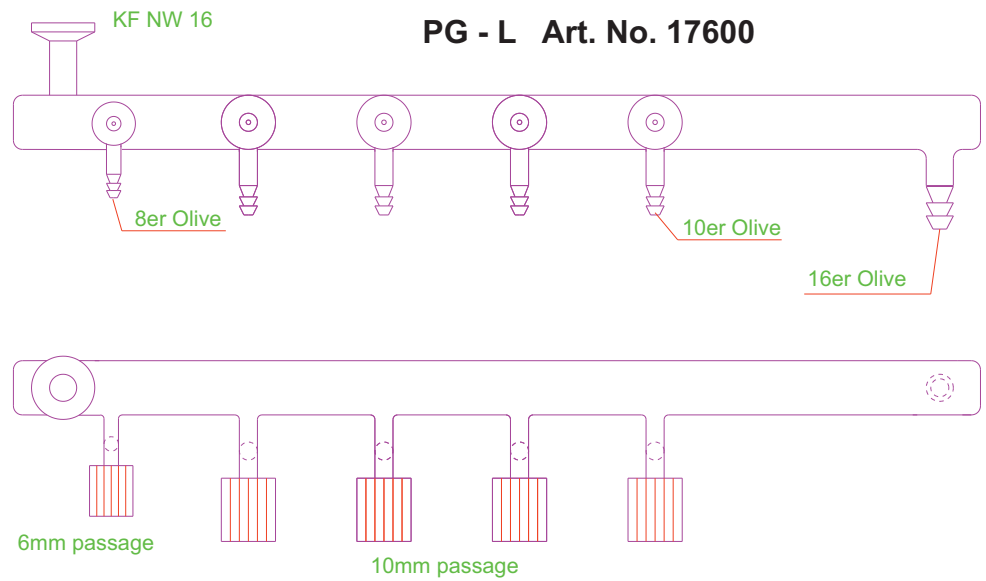 KF NW 16
PG - L Art. No. 17600
8er Olive
10er Olive
16er Olive
6mm passage
10mm passage